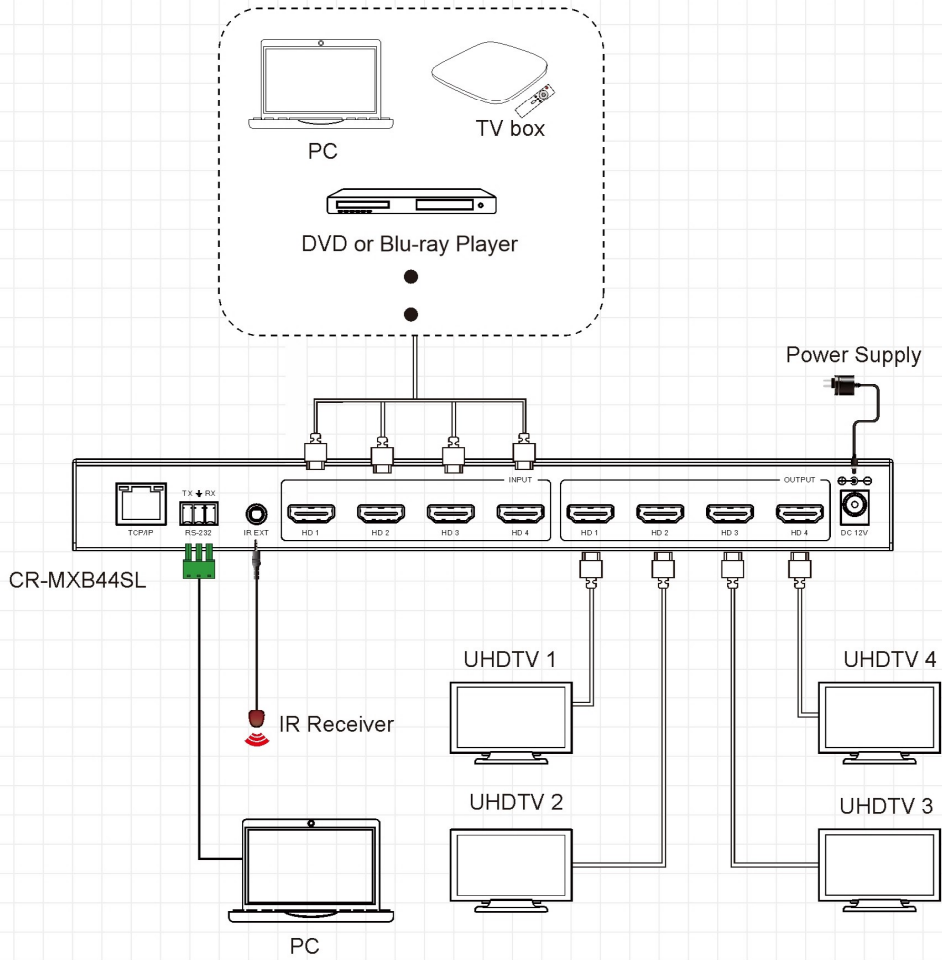 PC
TV box
DVD or Blu-ray Player
Power Supply
INPUT
OUTPUT
TX RX
TCP/IP
RS-232
IR EXT
HD 1
HD 2
HD 3
HD 4
HD 1
HD 2
HD 3
HD 4
DC 12V
CR-MXB44SL
UHDTV 1
UHDTV 4
IR Receiver
UHDTV 2
UHDTV 3
PC